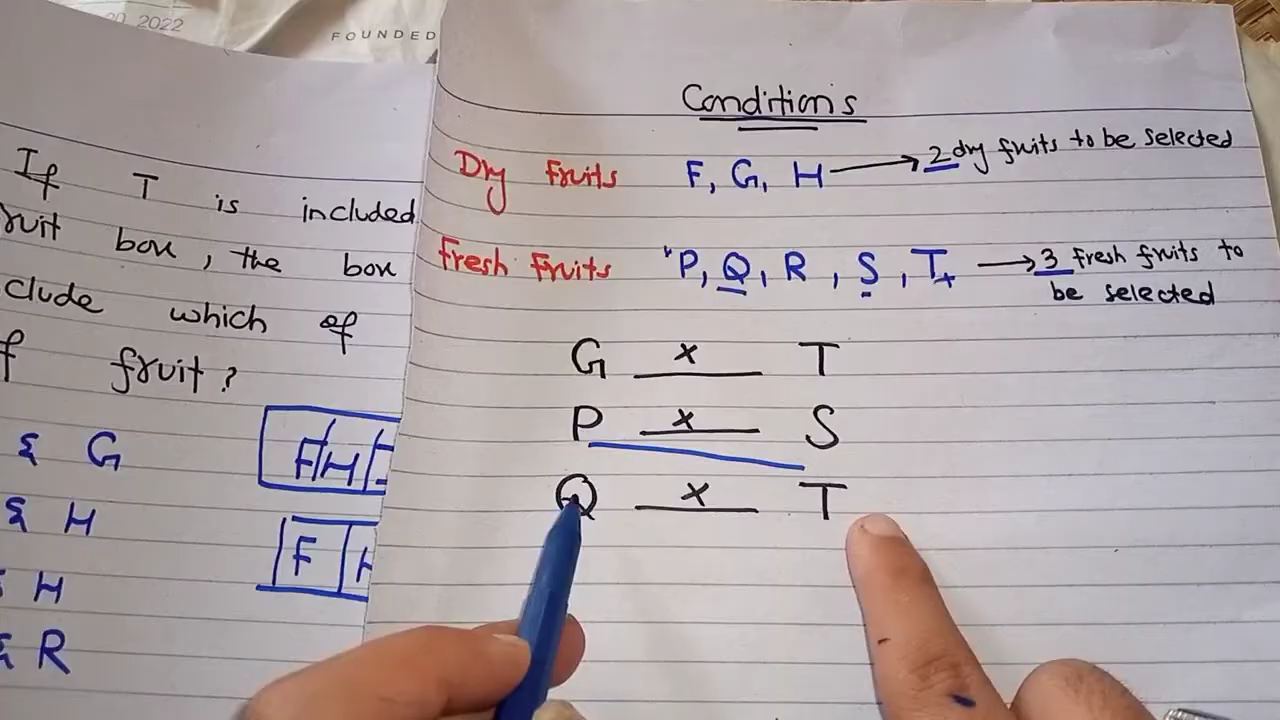 20, 2022
FOUNDED
If T is included
ruit box, the box
clude which of
f fruit?
& G
& H
H
& R
F/H
F
Conditions
Dry Fruits F, G, H → 2 dry fruits to be selected
Fresh Fruits P, Q, R, S, T → 3 fresh fruits to
be selected
G x T
P x S
Q x T